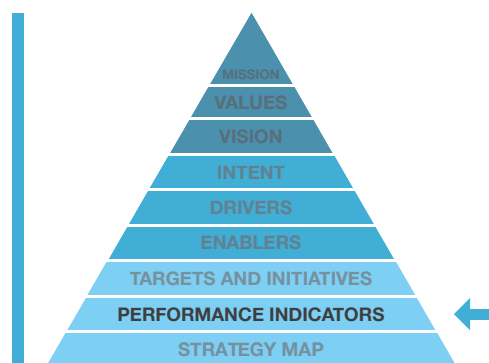 MISSION
VALUES
VISION
INTENT
DRIVERS
ENABLERS
TARGETS AND INITIATIVES
PERFORMANCE INDICATORS
STRATEGY MAP